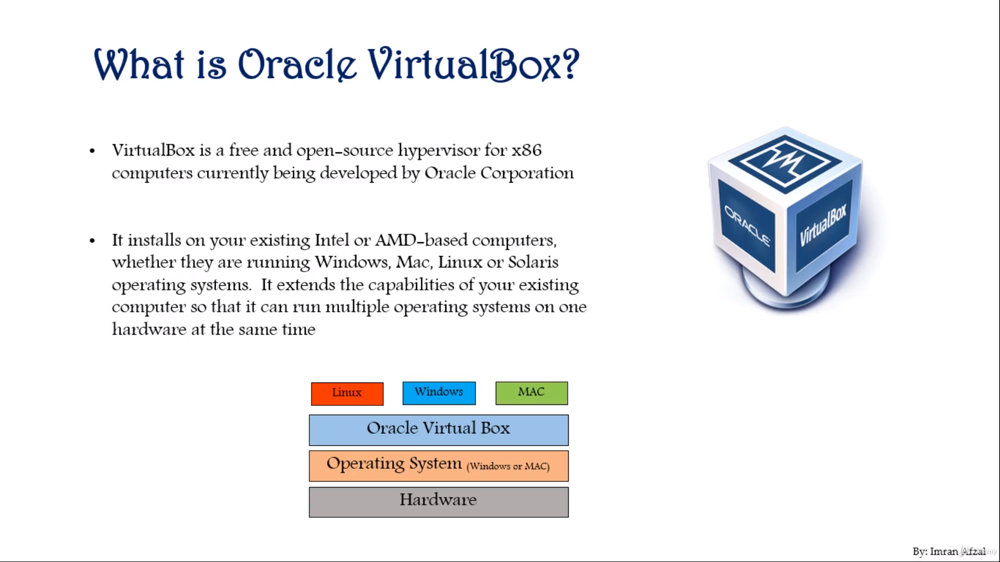 What is Oracle VirtualBox?
• VirtualBox is a free and open-source hypervisor for x86
computers currently being developed by Oracle Corporation
• It installs on your existing Intel or AMD-based computers,
whether they are running Windows, Mac, Linux or Solaris
operating systems.  It extends the capabilities of your existing
computer so that it can run multiple operating systems on one
hardware at the same time
ORACLE
VirtualBox
Linux
Windows
MAC
Oracle Virtual Box
Operating System (Windows or MAC)
Hardware
By: Imran Afzal